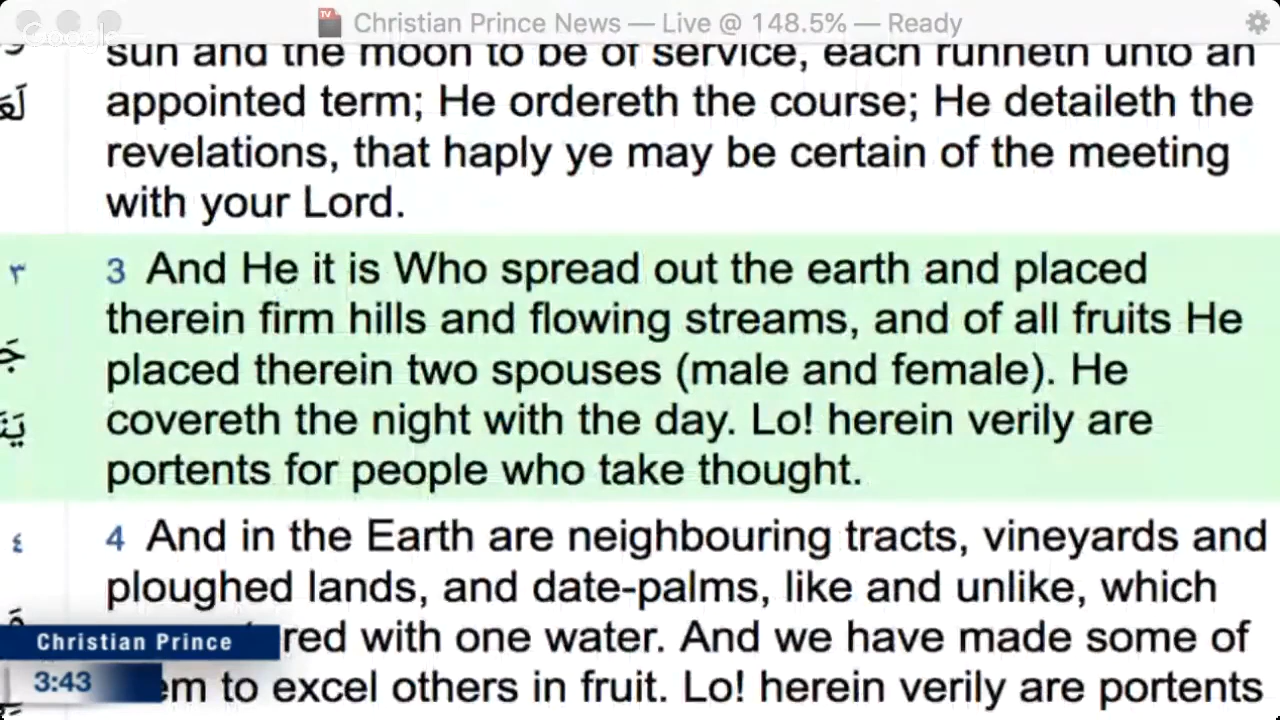 Christian Prince News — Live @ 148.5% — Ready
Google
sun and the moon to be of service, each runneth unto an
appointed term; He ordereth the course; He detaileth the
revelations, that haply ye may be certain of the meeting
with your Lord.
٣
3 And He it is Who spread out the earth and placed
therein firm hills and flowing streams, and of all fruits He
placed therein two spouses (male and female). He
covereth the night with the day. Lo! herein verily are
portents for people who take thought.
٤
4 And in the Earth are neighbouring tracts, vineyards and
ploughed lands, and date-palms, like and unlike, which
with one water. And we have made some of
to excel others in fruit. Lo! herein verily are portents
Christian Prince
3:43